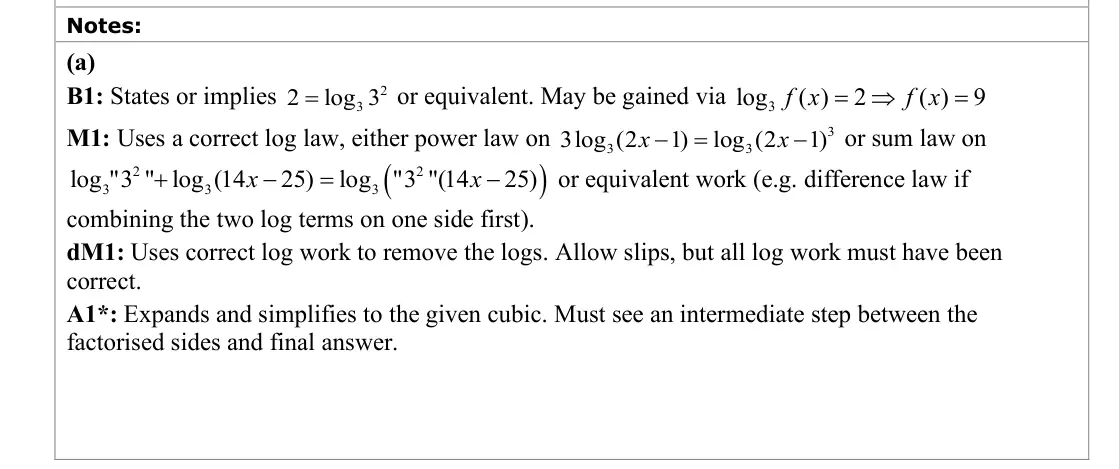 Notes:
(a)
B1: States or implies 2 = log₃ 3² or equivalent. May be gained via log₃ f(x) = 2 ⇒ f(x) = 9
M1: Uses a correct log law, either power law on 3log₃(2x−1) = log₃(2x−1)³ or sum law on
log₃"3²"+ log₃(14x−25) = log₃("3²"(14x−25)) or equivalent work (e.g. difference law if
combining the two log terms on one side first).
dM1: Uses correct log work to remove the logs. Allow slips, but all log work must have been
correct.
A1*: Expands and simplifies to the given cubic. Must see an intermediate step between the
factorised sides and final answer.